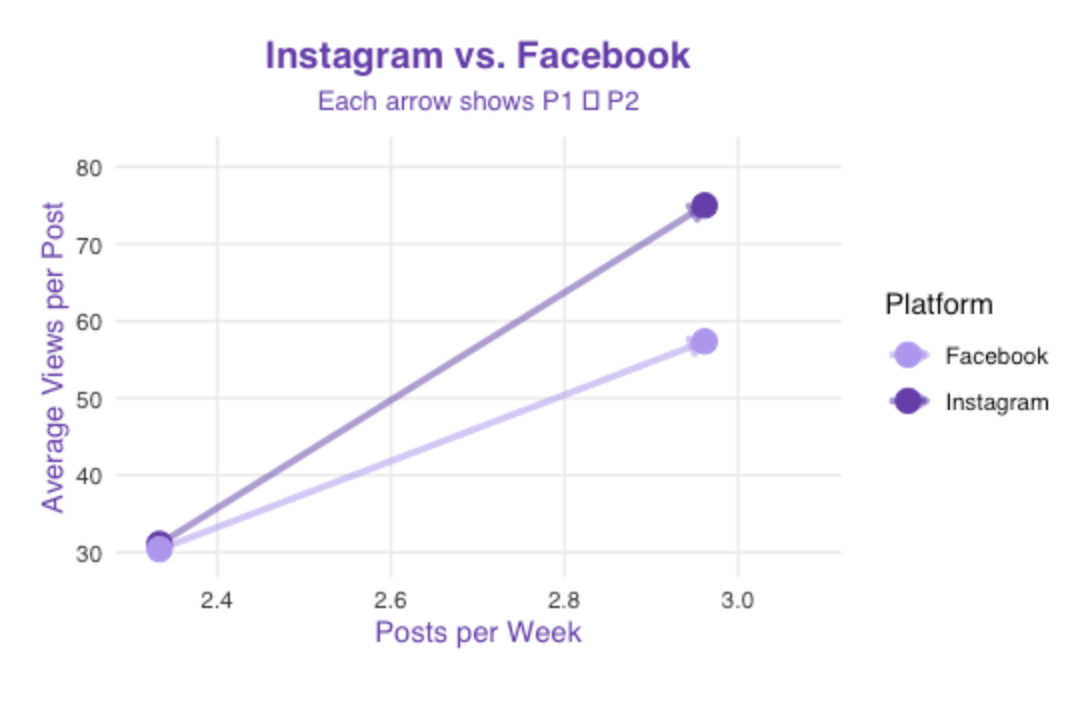 Instagram vs. Facebook
Each arrow shows P1 □ P2
80
70
60
50
40
30
Average Views per Post
2.4 2.6 2.8 3.0
Posts per Week
Platform
Facebook
Instagram